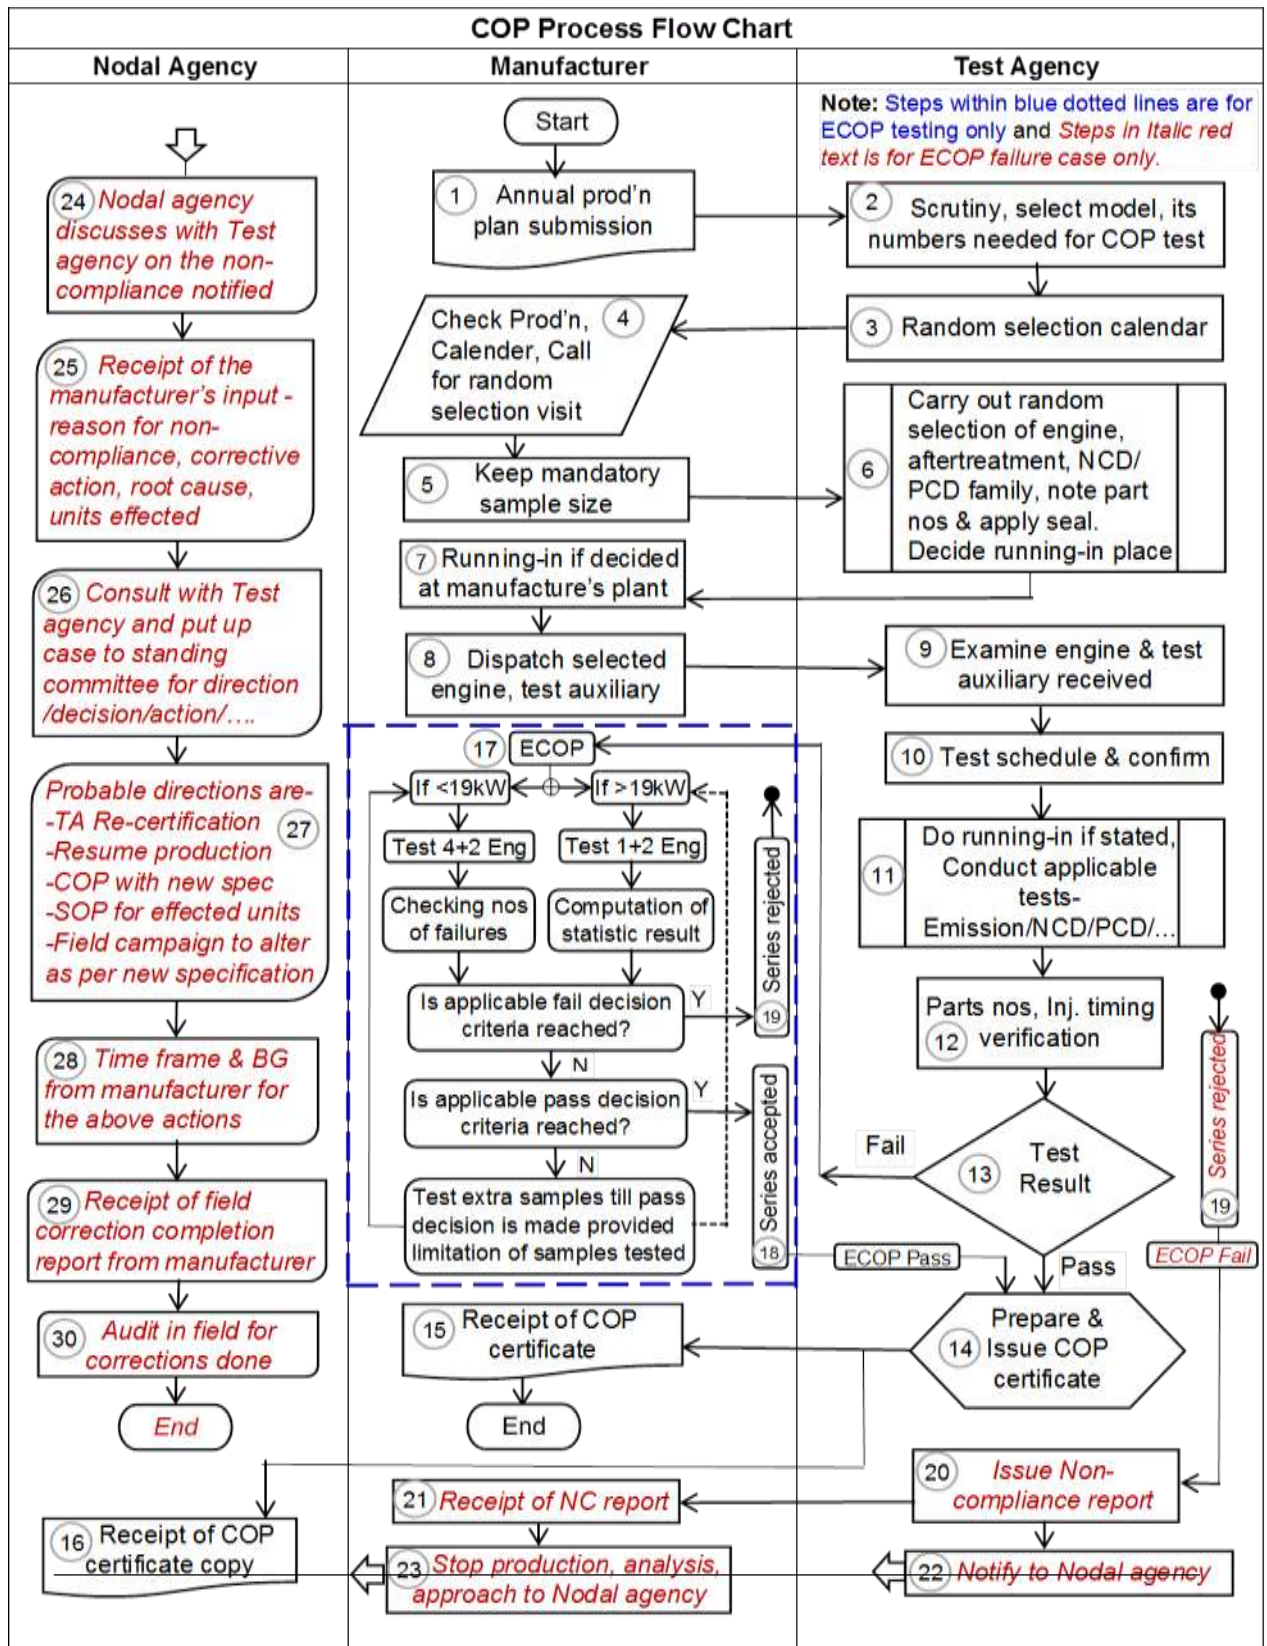 COP Process Flow Chart
Nodal Agency
Manufacturer
Test Agency
Note: Steps within blue dotted lines are for
ECOP testing only and Steps in Italic red
text is for ECOP failure case only.
Start
1 Annual prod'n
plan submission
2 Scrutiny, select model, its
numbers needed for COP test
3 Random selection calendar
Check Prod'n, 4
Calender, Call
for random
selection visit
5 Keep mandatory
sample size
6
Carry out random
selection of engine,
aftertreatment, NCD/
PCD family, note part
nos & apply seal.
Decide running-in place
7 Running-in if decided
at manufacture's plant
8 Dispatch selected
engine, test auxiliary
9 Examine engine & test
auxiliary received
10 Test schedule & confirm
11
Do running-in if stated,
Conduct applicable
tests-
Emission/NCD/PCD/...
Parts nos, Inj. timing
12 verification
13 Test
Result
Fail
Pass
17 ECOP
If <19kW
If >19kW
Test 4+2 Eng
Test 1+2 Eng
Checking nos
of failures
Computation of
statistic result
Is applicable fail decision
criteria reached?
Y
N
Is applicable pass decision
criteria reached?
Y
N
Test extra samples till pass
decision is made provided
limitation of samples tested
Series rejected
19
Series accepted
18
ECOP Pass
Series rejected
19
ECOP Fail
Prepare &
14 Issue COP
certificate
15 Receipt of COP
certificate
End
20 Issue Non-
compliance report
21 Receipt of NC report
22 Notify to Nodal agency
23 Stop production, analysis,
approach to Nodal agency
24 Nodal agency
discusses with Test
agency on the non-
compliance notified
25 Receipt of the
manufacturer's input -
reason for non-
compliance, corrective
action, root cause,
units effected
26 Consult with Test
agency and put up
case to standing
committee for direction
/decision/action/....
Probable directions are-
-TA Re-certification 27
-Resume production
-COP with new spec
-SOP for effected units
-Field campaign to alter
as per new specification
28 Time frame & BG
from manufacturer for
the above actions
29 Receipt of field
correction completion
report from manufacturer
30 Audit in field for
corrections done
End
16 Receipt of COP
certificate copy